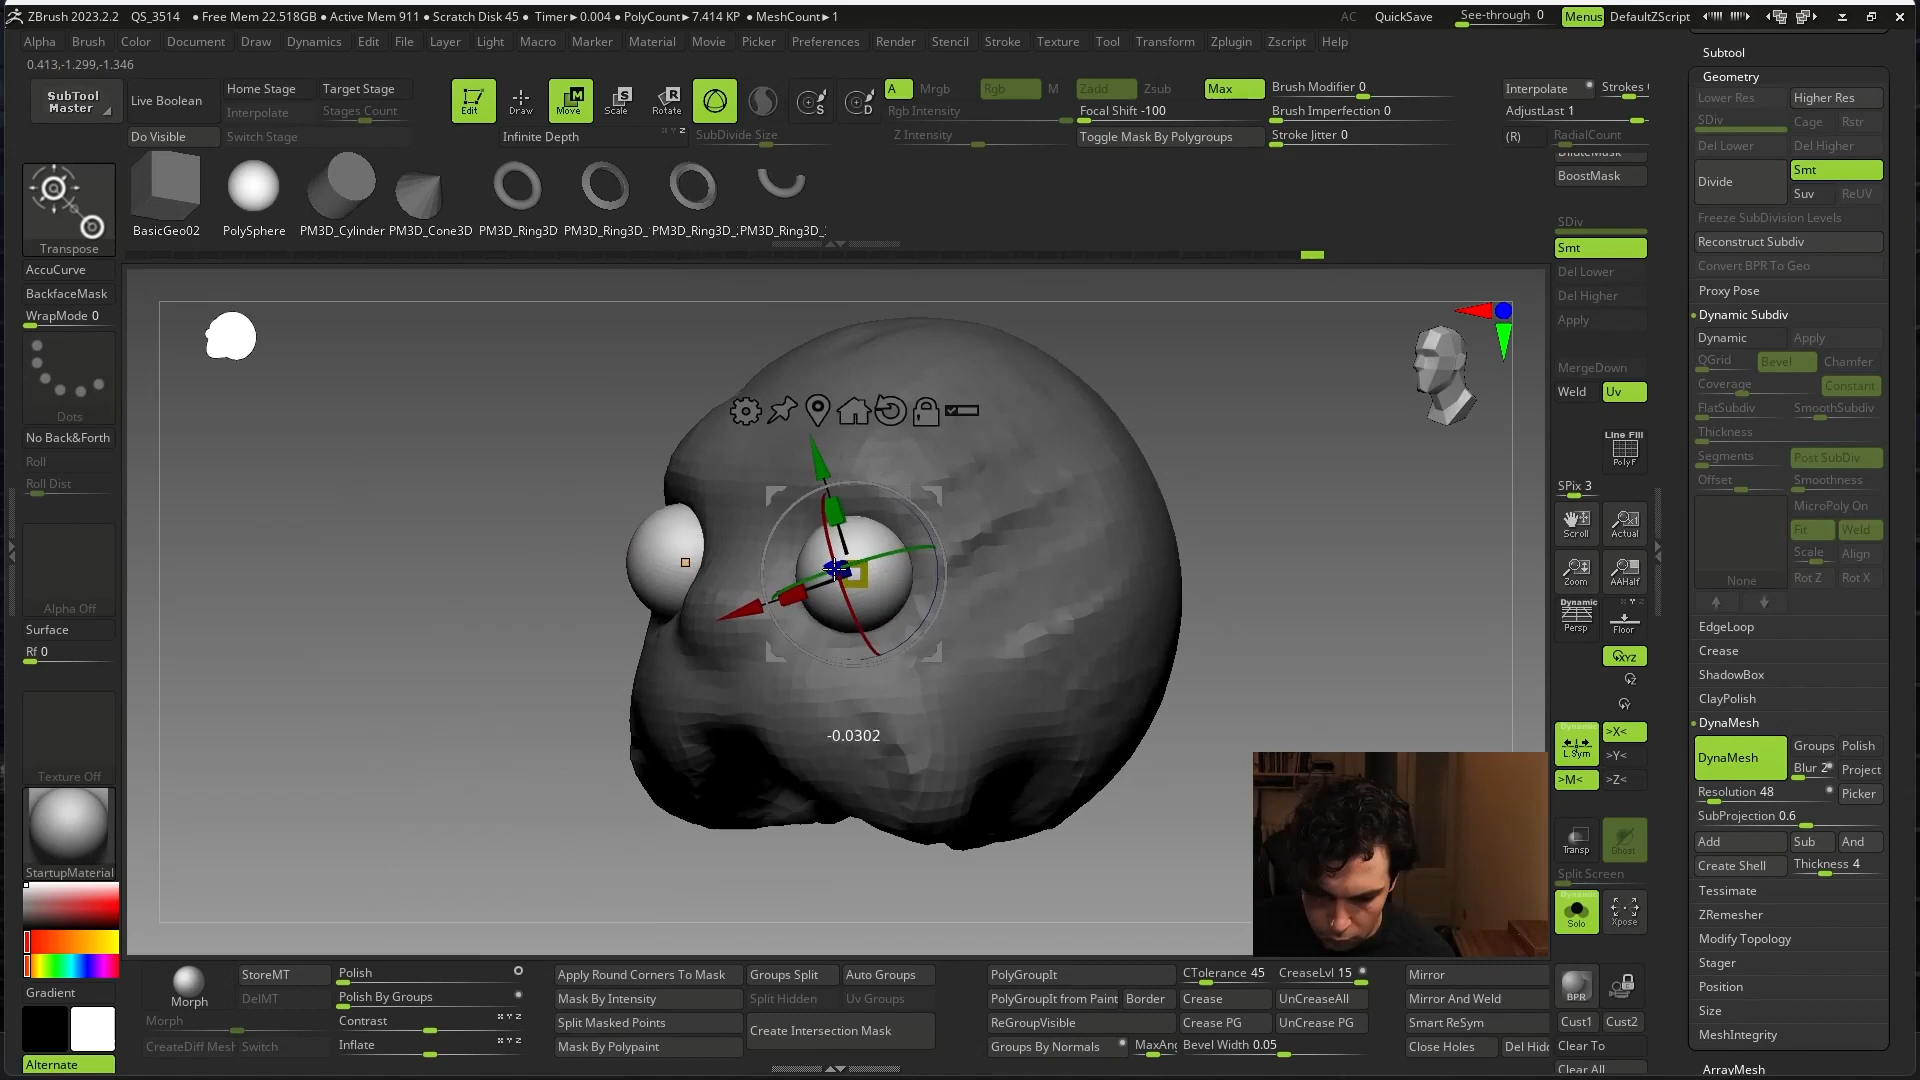 ZBrush 2023.2.2 QS_3514 ● Free Mem 22.518GB ● Active Mem 911 ● Scratch Disk 45 ● Timer►0.004 ● PolyCount►7.414 KP ● MeshCount►1 AC QuickSave See-through 0 Menus DefaultZScript
Alpha Brush Color Document Draw Dynamics Edit File Layer Light Macro Marker Material Movie Picker Preferences Render Stencil Stroke Texture Tool Transform Zplugin Zscript Help
0.413,-1.299,-1.346
SubTool Master
Live Boolean
Do Visible
Home Stage Target Stage
Interpolate Stages Count
Switch Stage
Edit Draw Move Scale Rotate
Infinite Depth
SubDivide Size
A Mrgb Rgb M Zadd Zsub Max Brush Modifier 0
Rgb Intensity Focal Shift -100 Brush Imperfection 0
Z Intensity Toggle Mask By Polygroups Stroke Jitter 0
Interpolate Strokes
AdjustLast 1
(R) RadialCount
BasicGeo02 PolySphere PM3D_Cylinder PM3D_Cone3D PM3D_Ring3D PM3D_Ring3D_ PM3D_Ring3D_ PM3D_Ring3D_
Transpose
AccuCurve
BackfaceMask
WrapMode 0
Dots
No Back&Forth
Roll
Roll Dist
Alpha Off
Surface
Rf 0
Texture Off
StartupMaterial
Gradient
Alternate
-0.0302
BoostMask
SDiv
Smt
Del Lower
Del Higher
Apply
MergeDown
Weld Uv
Line Fill
PolyF
SPix 3
Scroll Actual
Zoom AAHalf
Dynamic
Persp Floor
XYZ
Dynamic
L.Sym >X<
>Y<
>M< >Z<
Transp Ghost
Split Screen
Dynamic
Solo Xpose
BPR
Cust1 Cust2
Clear To
Clear All
Subtool
Geometry
Lower Res Higher Res
SDiv Cage Rstr
Del Lower Del Higher
Divide Smt
Suv ReUV
Freeze SubDivision Levels
Reconstruct Subdiv
Convert BPR To Geo
Proxy Pose
Dynamic Subdiv
Dynamic Apply
QGrid Bevel Chamfer
Coverage Constant
FlatSubdiv SmoothSubdiv
Thickness
Segments Post SubDiv
Offset Smoothness
MicroPoly On
Fit Weld
Scale Align
None Rot Z Rot X
EdgeLoop
Crease
ShadowBox
ClayPolish
DynaMesh
DynaMesh Groups Polish
Blur 2 Project
Resolution 48 Picker
SubProjection 0.6
Add Sub And
Create Shell Thickness 4
Tessimate
ZRemesher
Modify Topology
Stager
Position
Size
MeshIntegrity
ArrayMesh
Morph StoreMT Polish Apply Round Corners To Mask Groups Split Auto Groups PolyGroupIt CTolerance 45 CreaseLvl 15 Mirror
DelMT Polish By Groups Mask By Intensity Split Hidden Uv Groups PolyGroupIt from Paint Border Crease UnCreaseAll Mirror And Weld
Morph Contrast Split Masked Points Create Intersection Mask ReGroupVisible Crease PG UnCrease PG Smart ReSym
CreateDiff Mesh Switch Inflate Mask By Polypaint Groups By Normals Bevel Width 0.05 Close Holes